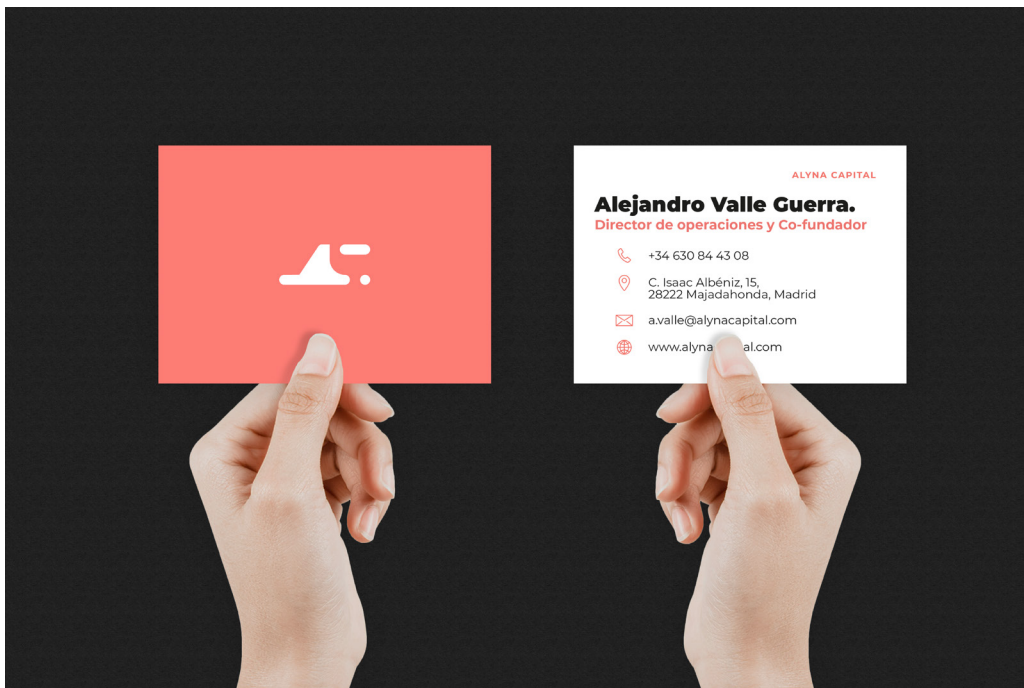 ALYNA CAPITAL
Alejandro Valle Guerra.
Director de operaciones y Co-fundador
+34 630 84 43 08
C. Isaac Albéniz, 15,
28222 Majadahonda, Madrid
a.valle@alynacapital.com